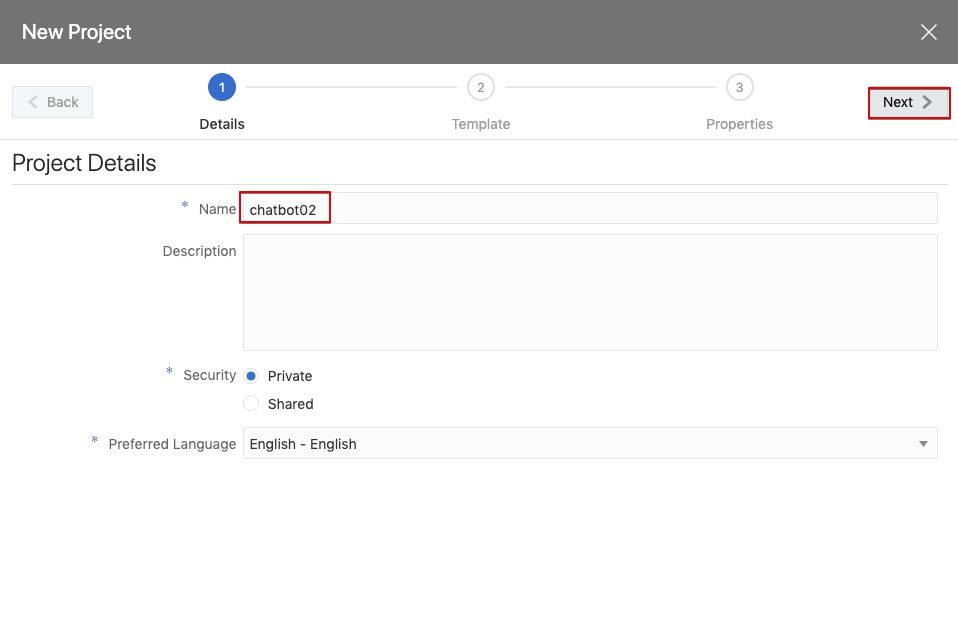 New Project
Back
1
2
3
Next
Details
Template
Properties
Project Details
* Name chatbot02
Description
* Security Private
Shared
* Preferred Language English - English